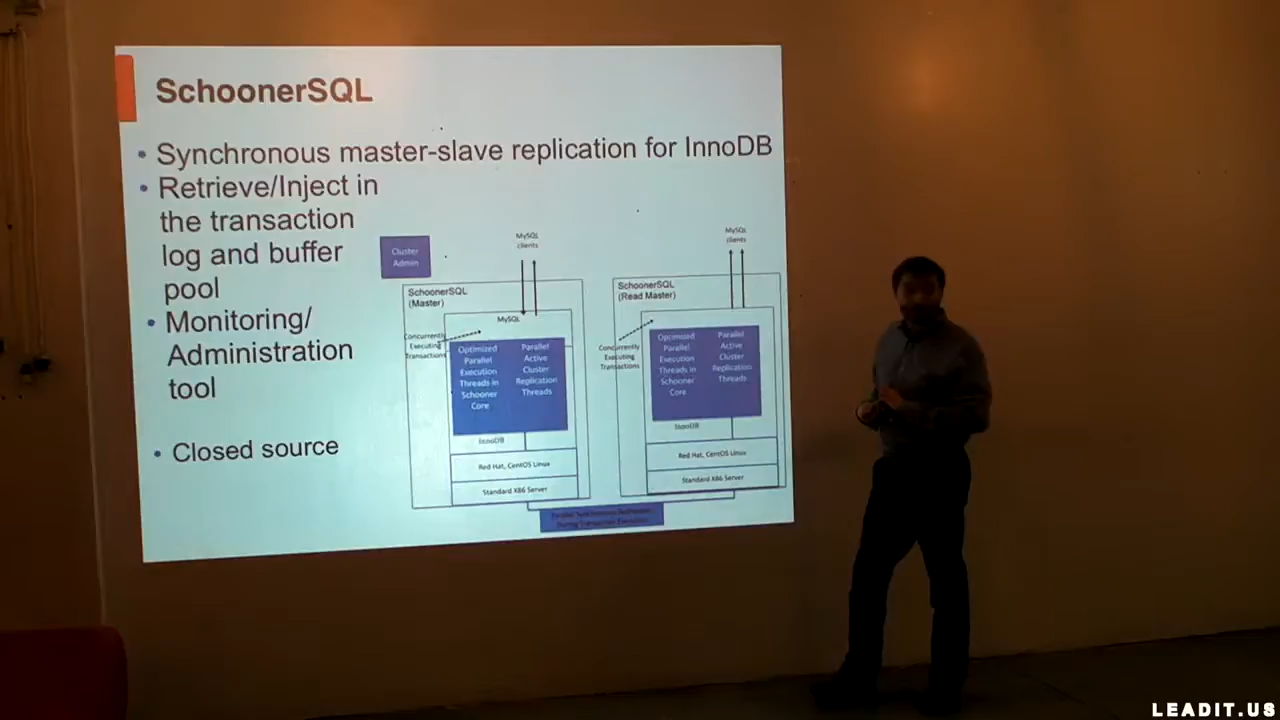 SchoonerSQL
• Synchronous master-slave replication for InnoDB
• Retrieve/Inject in
the transaction
log and buffer
pool
• Monitoring/
Administration
tool
• Closed source
Cluster
Admin
MySQL
clients
SchoonerSQL
(Master)
MySQL
Concurrently
Executing
Transactions
Optimized
Parallel
Execution
Threads in
Schooner
Core
Parallel
Active
Cluster
Replication
Threads
InnoDB
Red Hat, CentOS Linux
Standard X86 Server
MySQL
clients
SchoonerSQL
(Read Master)
Concurrently
Executing
Transactions
Optimized
Parallel
Execution
Threads in
Schooner
Core
Parallel
Active
Cluster
Replication
Threads
InnoDB
Red Hat, CentOS Linux
Standard X86 Server
Parallel Synchronous
During Transaction
LEADIT.US